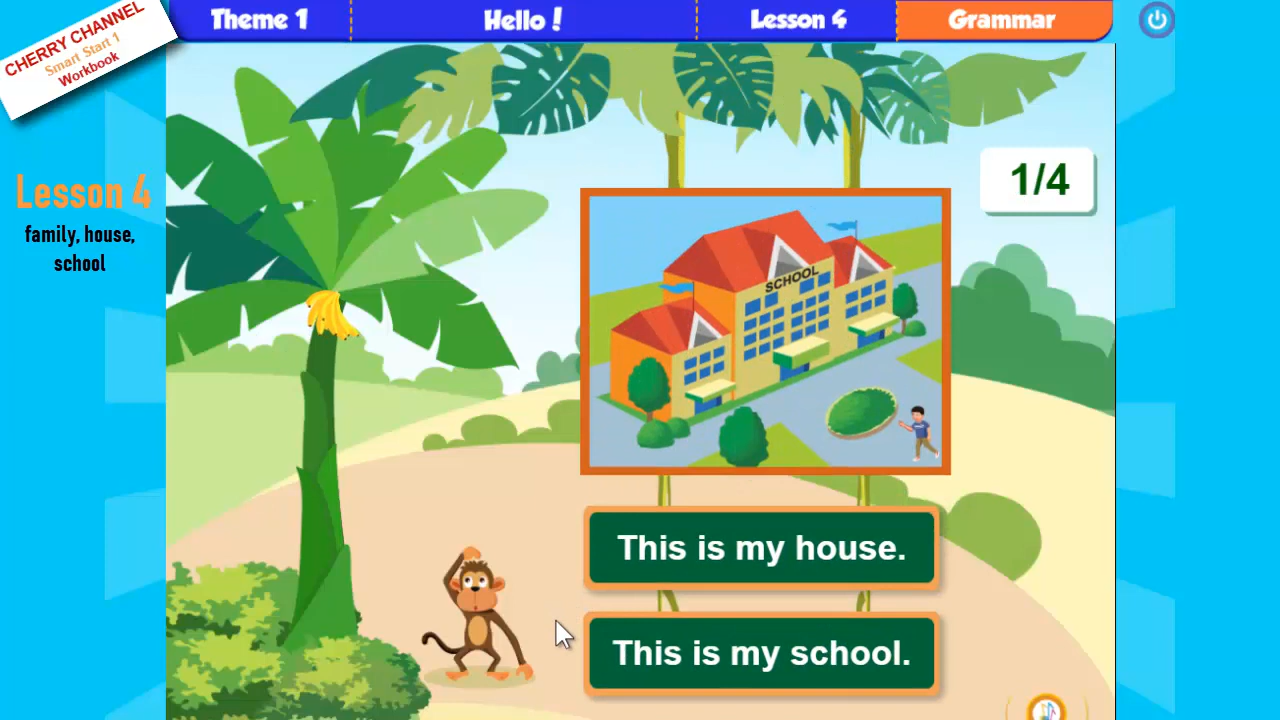 CHERRY CHANNEL
Smart Start 1
Workbook
Theme 1
Hello!
Lesson 4
Grammar
Lesson 4
family, house,
school
1/4
SCHOOL
This is my house.
This is my school.